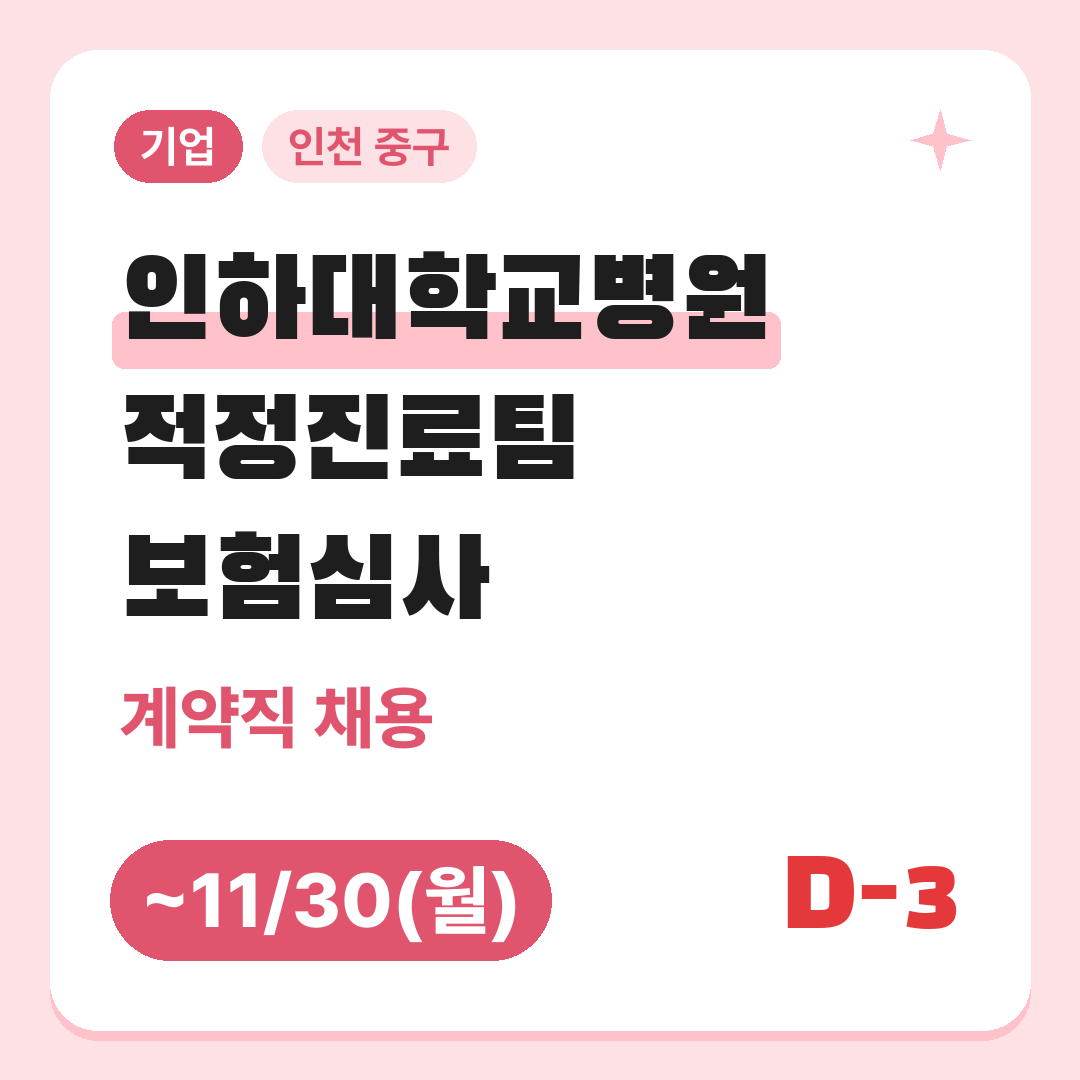 기업 인천 중구
인하대학교병원
적정진료팀
보험심사
계약직 채용
~11/30(월) D-3